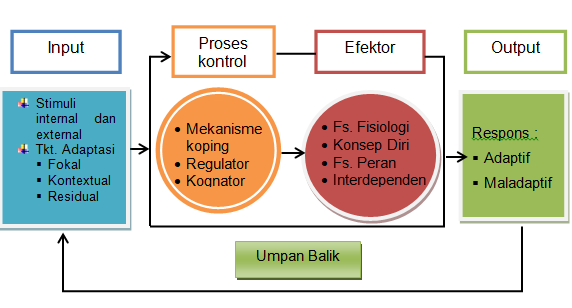 Input
Proses
kontrol
Efektor
Output
Stimuli
internal dan
external
Tkt. Adaptasi
Fokal
Kontextual
Residual
Mekanisme
koping
Regulator
Kognator
Fs. Fisiologi
Konsep Diri
Fs. Peran
Interdependen
Respons :
Adaptif
Maladaptif
Umpan Balik